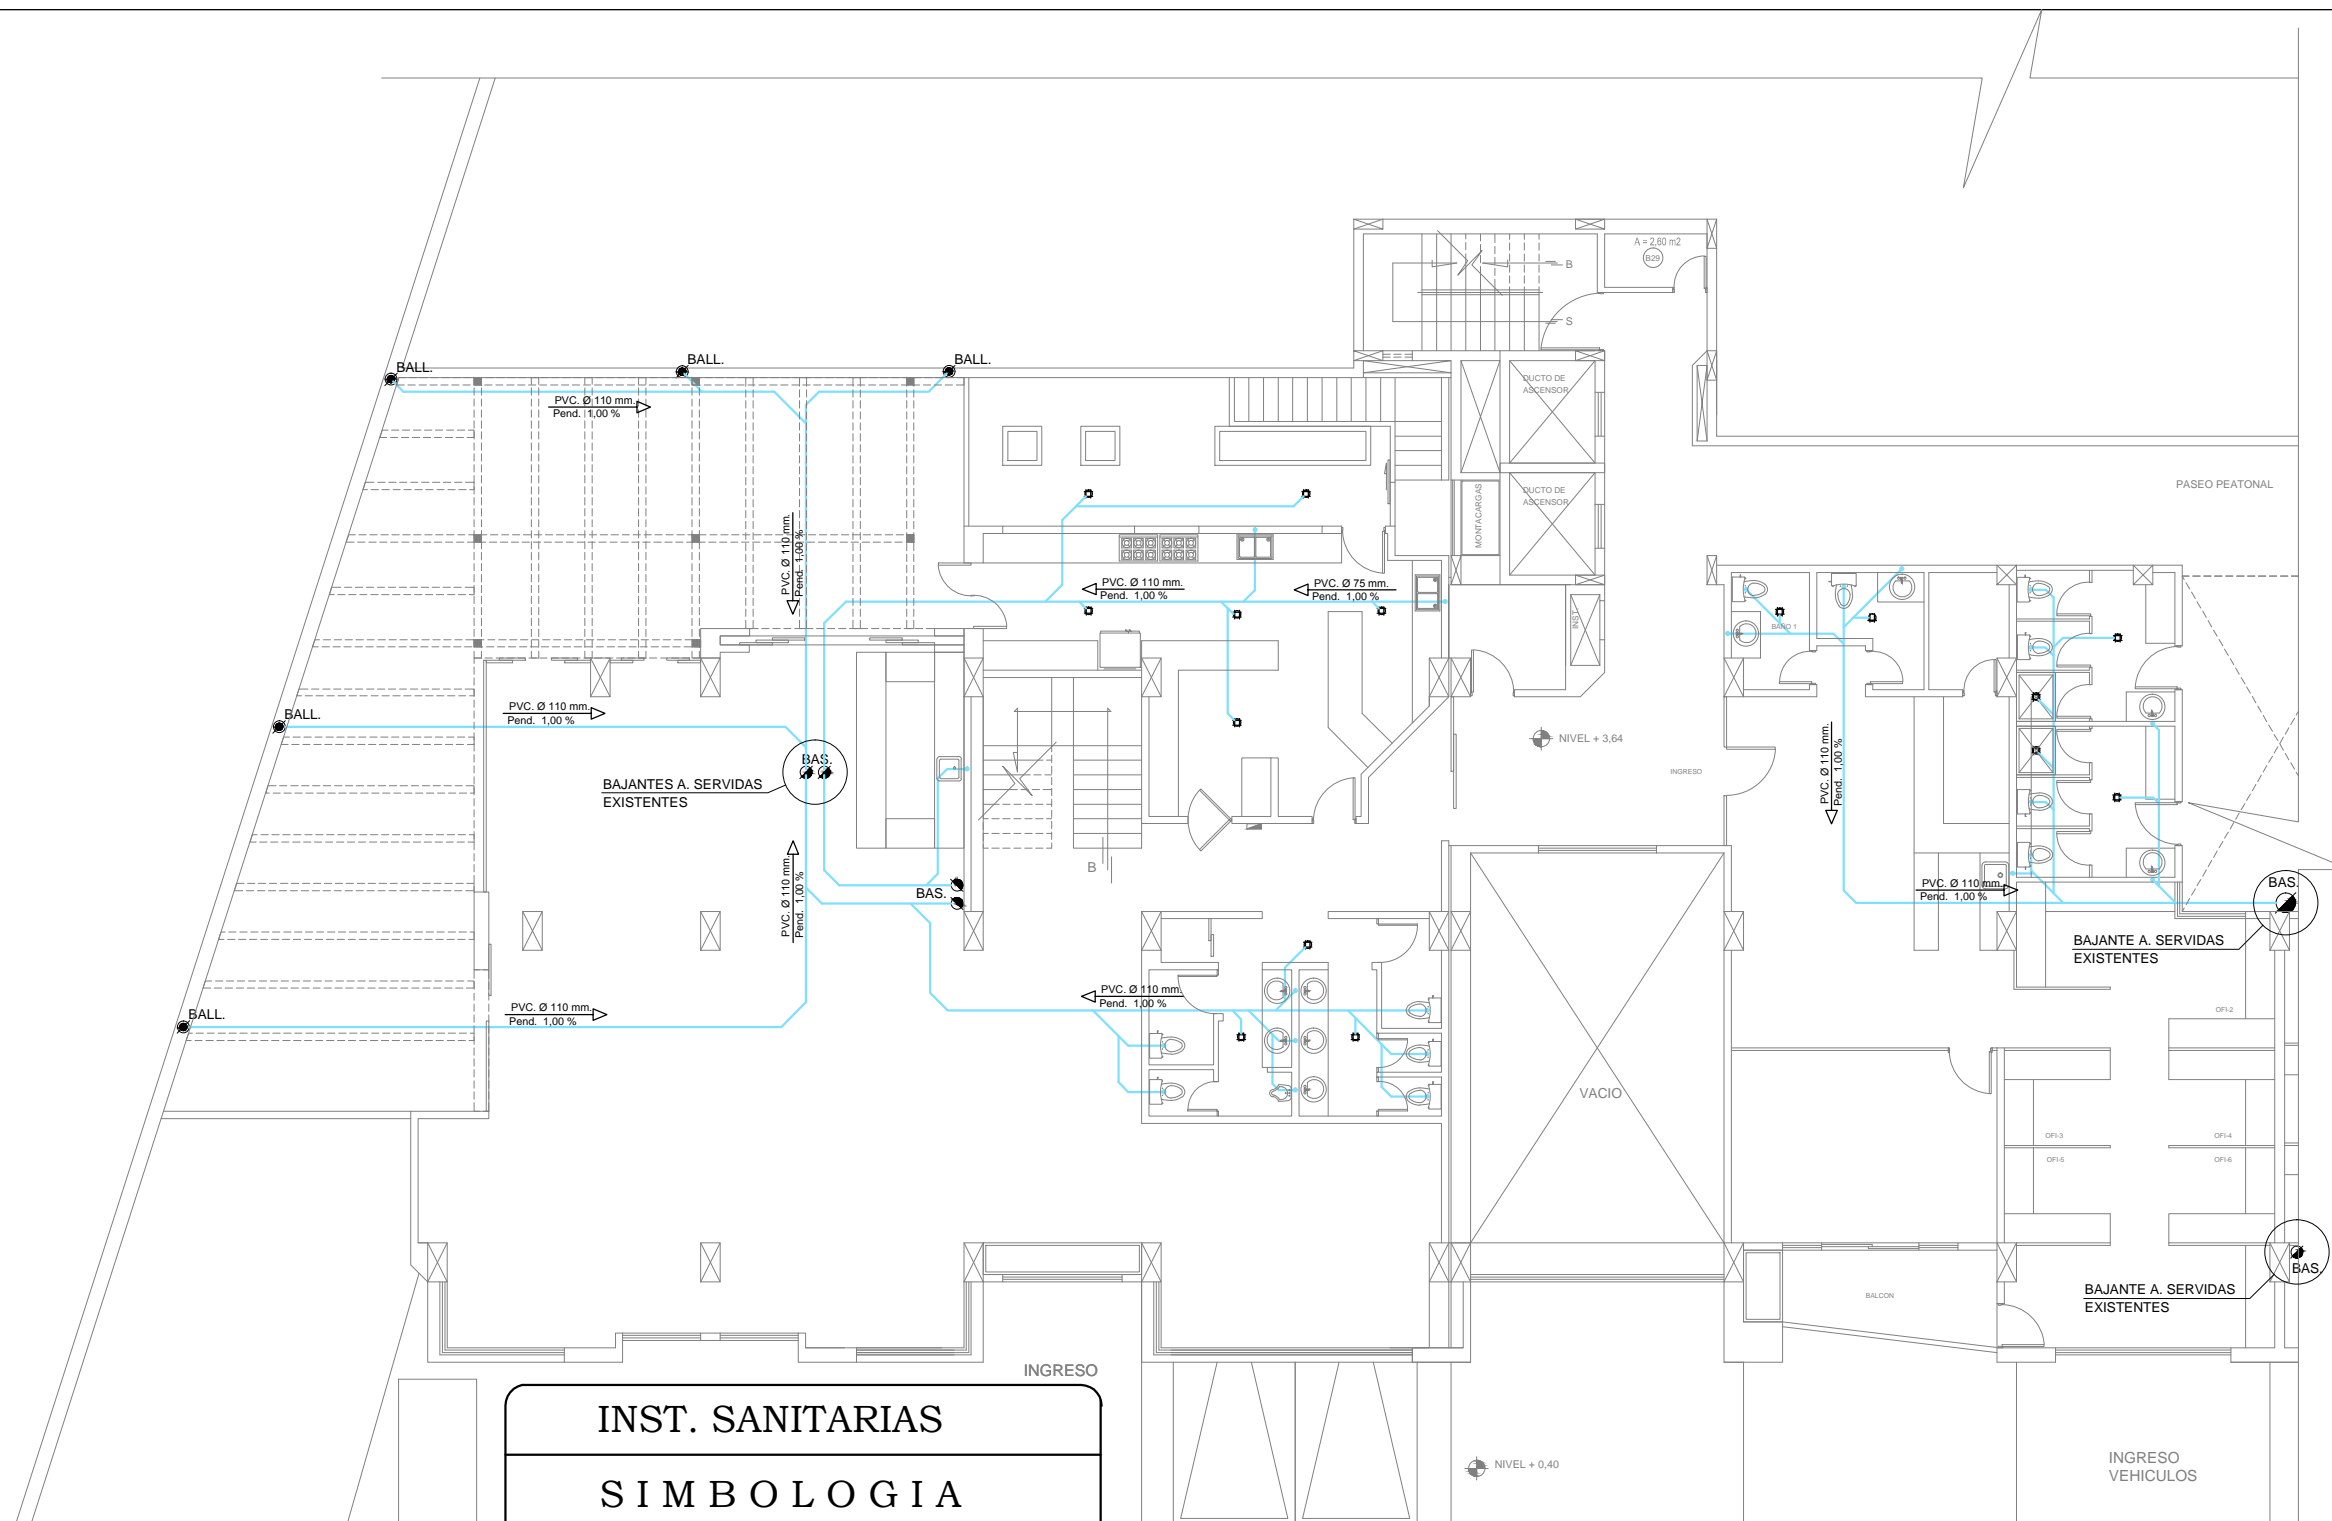 A = 2,60 m2
B29
B
S
BALL.
BALL.
BALL.
PVC. Ø 110 mm.
Pend. 1,00 %
DUCTO DE
ASCENSOR
DUCTO DE
ASCENSOR
MONTACARGAS
PASEO PEATONAL
PVC. Ø 110 mm.
Pend. 1,00 %
PVC. Ø 110 mm.
Pend. 1,00 %
PVC. Ø 75 mm.
Pend. 1,00 %
INST
BAÑO 1
BALL.
PVC. Ø 110 mm.
Pend. 1,00 %
NIVEL + 3,64
INGRESO
BAS.
BAJANTES A. SERVIDAS
EXISTENTES
PVC. Ø 110 mm.
Pend. 1,00 %
B
BAS.
PVC. Ø 110 mm.
Pend. 1,00 %
PVC. Ø 110 mm.
Pend. 1,00 %
BAS.
BAJANTE A. SERVIDAS
EXISTENTES
BALL.
PVC. Ø 110 mm.
Pend. 1,00 %
PVC. Ø 110 mm.
Pend. 1,00 %
OFI-2
VACIO
OFI-3
OFI-4
OFI-5
OFI-6
BAS.
BAJANTE A. SERVIDAS
EXISTENTES
BALCON
INGRESO
INST. SANITARIAS
SIMBOLOGIA
NIVEL + 0,40
INGRESO
VEHICULOS